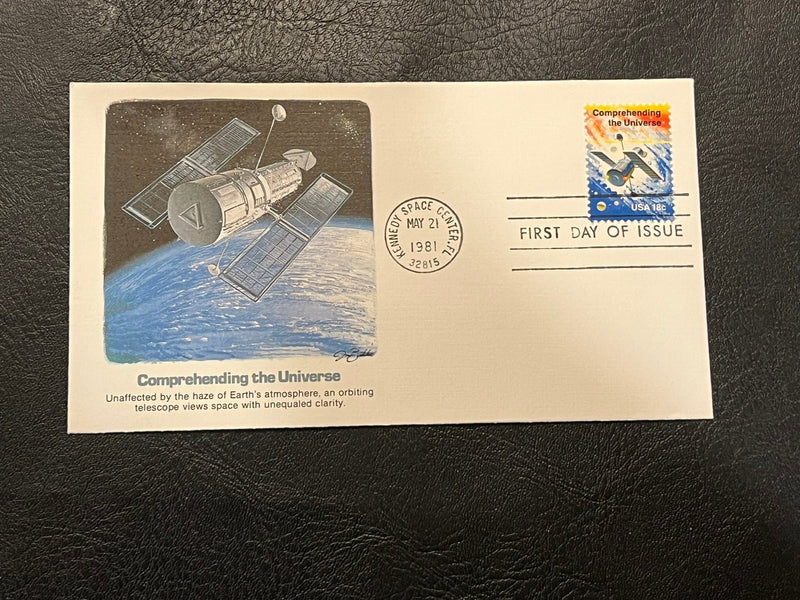 Comprehending
the Universe
USA 18c
KENNEDY SPACE CENTER, FL
MAY 21
1981
32815
FIRST DAY OF ISSUE
Comprehending the Universe
Unaffected by the haze of Earth's atmosphere, an orbiting
telescope views space with unequaled clarity.